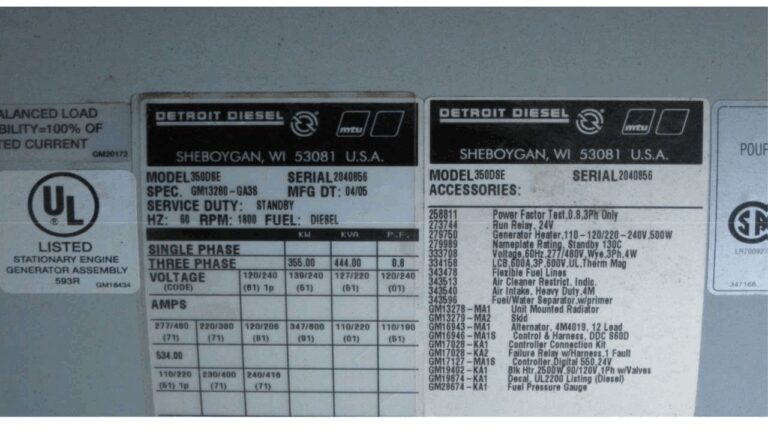 ALANCED LOAD
BILITY=100% OF
TED CURRENT
GM20172
UL
LISTED
STATIONARY ENGINE
GENERATOR ASSEMBLY
593R
GM18434
DETROIT DIESEL
mtu
SHEBOYGAN, WI 53081 U.S.A.
MODEL 350DSE SERIAL 2040856
SPEC. GM13280-GA38 MFG DT: 04/05
SERVICE DUTY: STANDBY
HZ: 60 RPM: 1800 FUEL: DIESEL
KW KVA P.F.
SINGLE PHASE
THREE PHASE 355.00 444.00 0.8
VOLTAGE 120/240 139/240 127/220 120/240
(CODE) (61) 1p (51) (61) (01)
AMPS
277/480 220/380 120/208 347/600 110/220 110/190
(71) (71) (81) (91) (01) (51)
534.00
110/220 230/400 240/416
(61) 1p (71) (71)
DETROIT DIESEL
mtu
SHEBOYGAN, WI 53081 U.S.A.
MODEL 350DSE SERIAL 2040856
ACCESSORIES:
258811 Power Factor Test,0.8,3Ph Only
273744 Run Relay, 24V
279750 Generator Heater,110-120/220-240V,500W
279989 Nameplate Rating, Standby 130C
333708 Voltage,60Hz,277/480V,Wye,3Ph,4W
334158 LCB,600A,3P,600V,UL,Therm Mag
343478 Flexible Fuel Lines
343513 Air Cleaner Restrict. Indic.
343540 Air Intake, Heavy Duty,4M
343596 Fuel/Water Separator,w/primer
GM13278-MA1 Unit Mounted Radiator
GM13279-MA2 Skid
GM16943-MA1 Alternator, 4M4019, 12 Lead
GM16946-MA1S Control & Harness, DDC S60D
GM17028-KA1 Controller Connection Kit
GM17028-KA2 Failure Relay w/Harness,1 Fault
GM17127-MA1S Controller,Digital 550,24V
GM19402-KA1 Blk Htr,2500W,90/120V,1Ph w/Valves
GM19874-KA1 Decal, UL2200 Listing (Diesel)
GM28674-KA1 Fuel Pressure Gauge
POUR
SA
347168